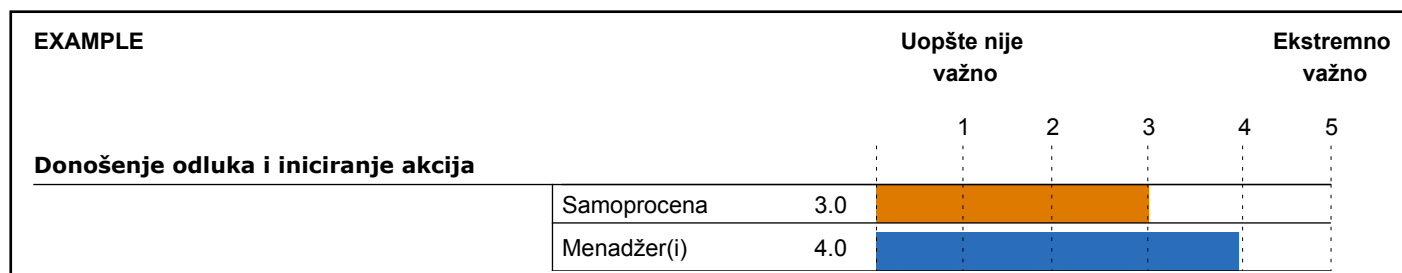 EXAMPLE
Uopšte nije
važno
Ekstremno
važno
1 2 3 4 5
Donošenje odluka i iniciranje akcija
Samoprocena 3.0
Menadžer(i) 4.0